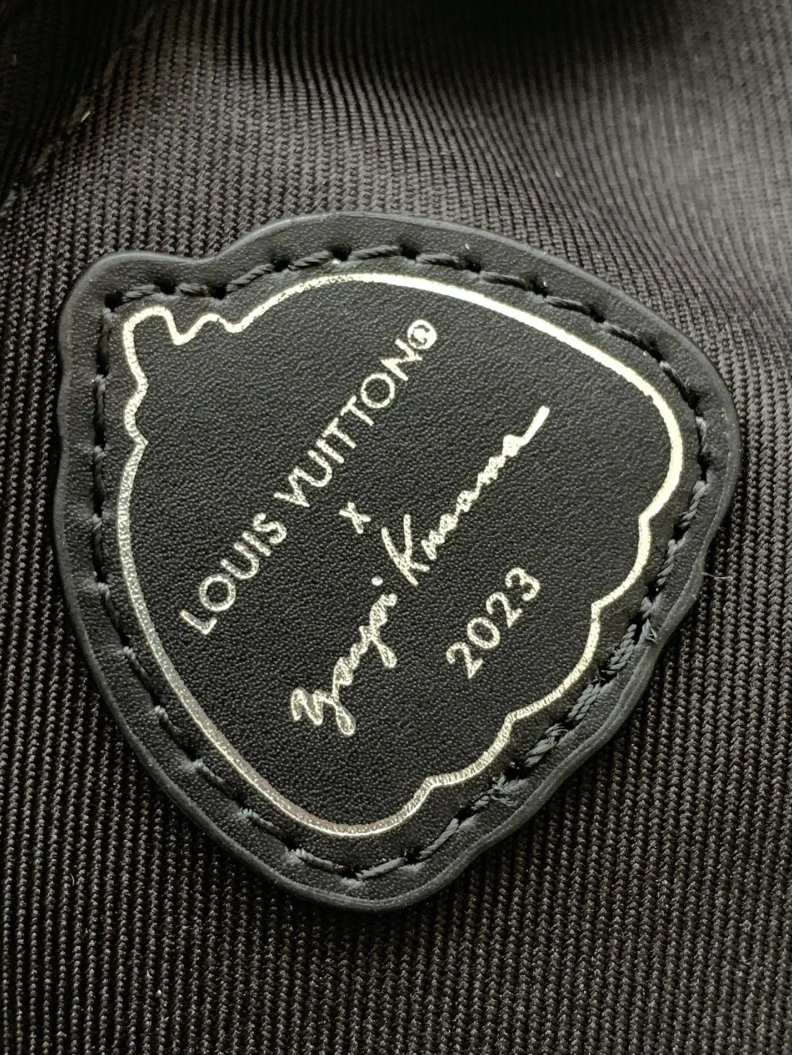 LOUIS VUITTON®
x
Yayoi Kusama
2023